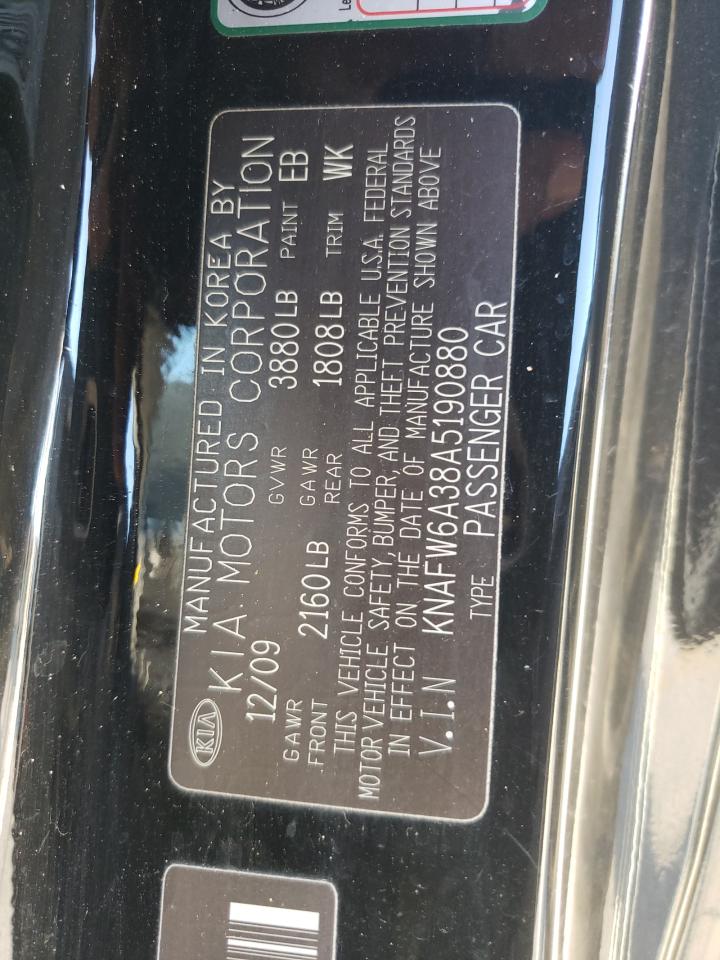 KIA
MANUFACTURED IN KOREA BY
KIA MOTORS CORPORATION
12/09 GVWR 3880LB PAINT EB
GAWR FRONT 2160LB GAWR REAR 1808LB TRIM WK
THIS VEHICLE CONFORMS TO ALL APPLICABLE U.S.A. FEDERAL
MOTOR VEHICLE SAFETY, BUMPER, AND THEFT PREVENTION STANDARDS
IN EFFECT ON THE DATE OF MANUFACTURE SHOWN ABOVE
V.I.N KNAFW6A38A5190880
TYPE PASSENGER CAR